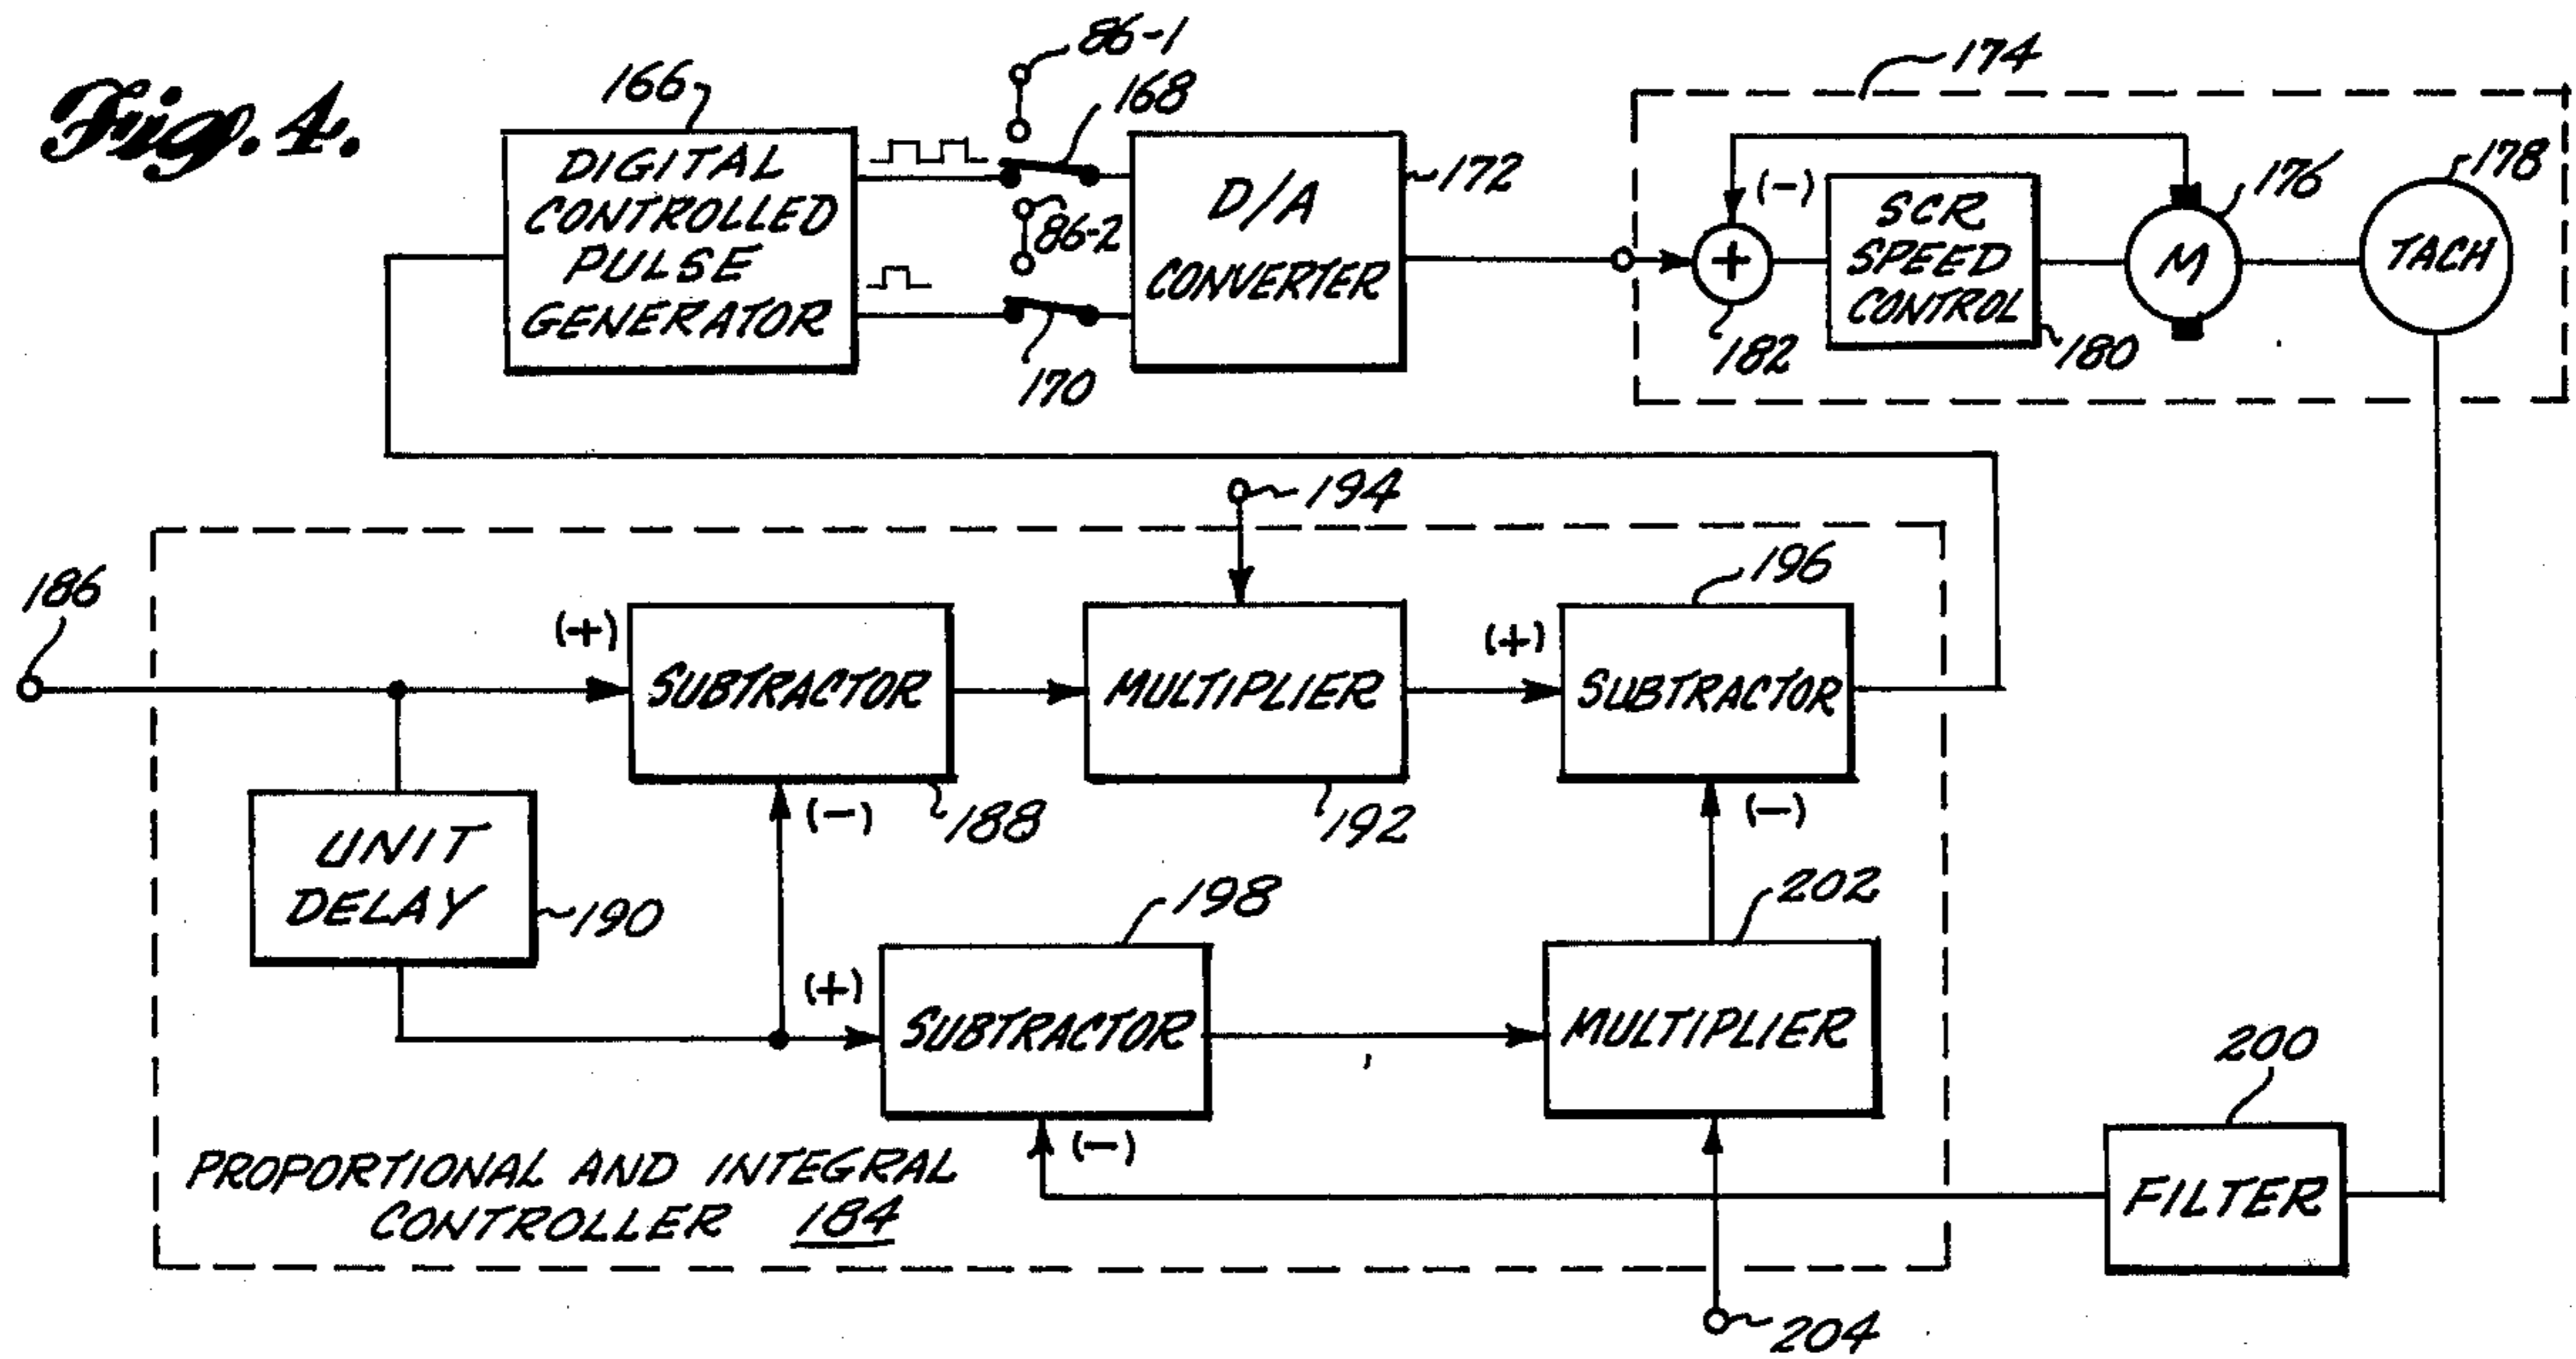 Fig. 4.
166
DIGITAL
CONTROLLED
PULSE
GENERATOR
86-1
168
86-2
170
D/A
CONVERTER
172
174
(-)
+
182
SCR
SPEED
CONTROL
180
M
176
TACH
178
186
194
(+)
SUBTRACTOR
(-)
188
MULTIPLIER
192
(+)
196
SUBTRACTOR
(-)
UNIT
DELAY
190
(+)
198
SUBTRACTOR
(-)
202
MULTIPLIER
204
200
FILTER
PROPORTIONAL AND INTEGRAL
CONTROLLER 184